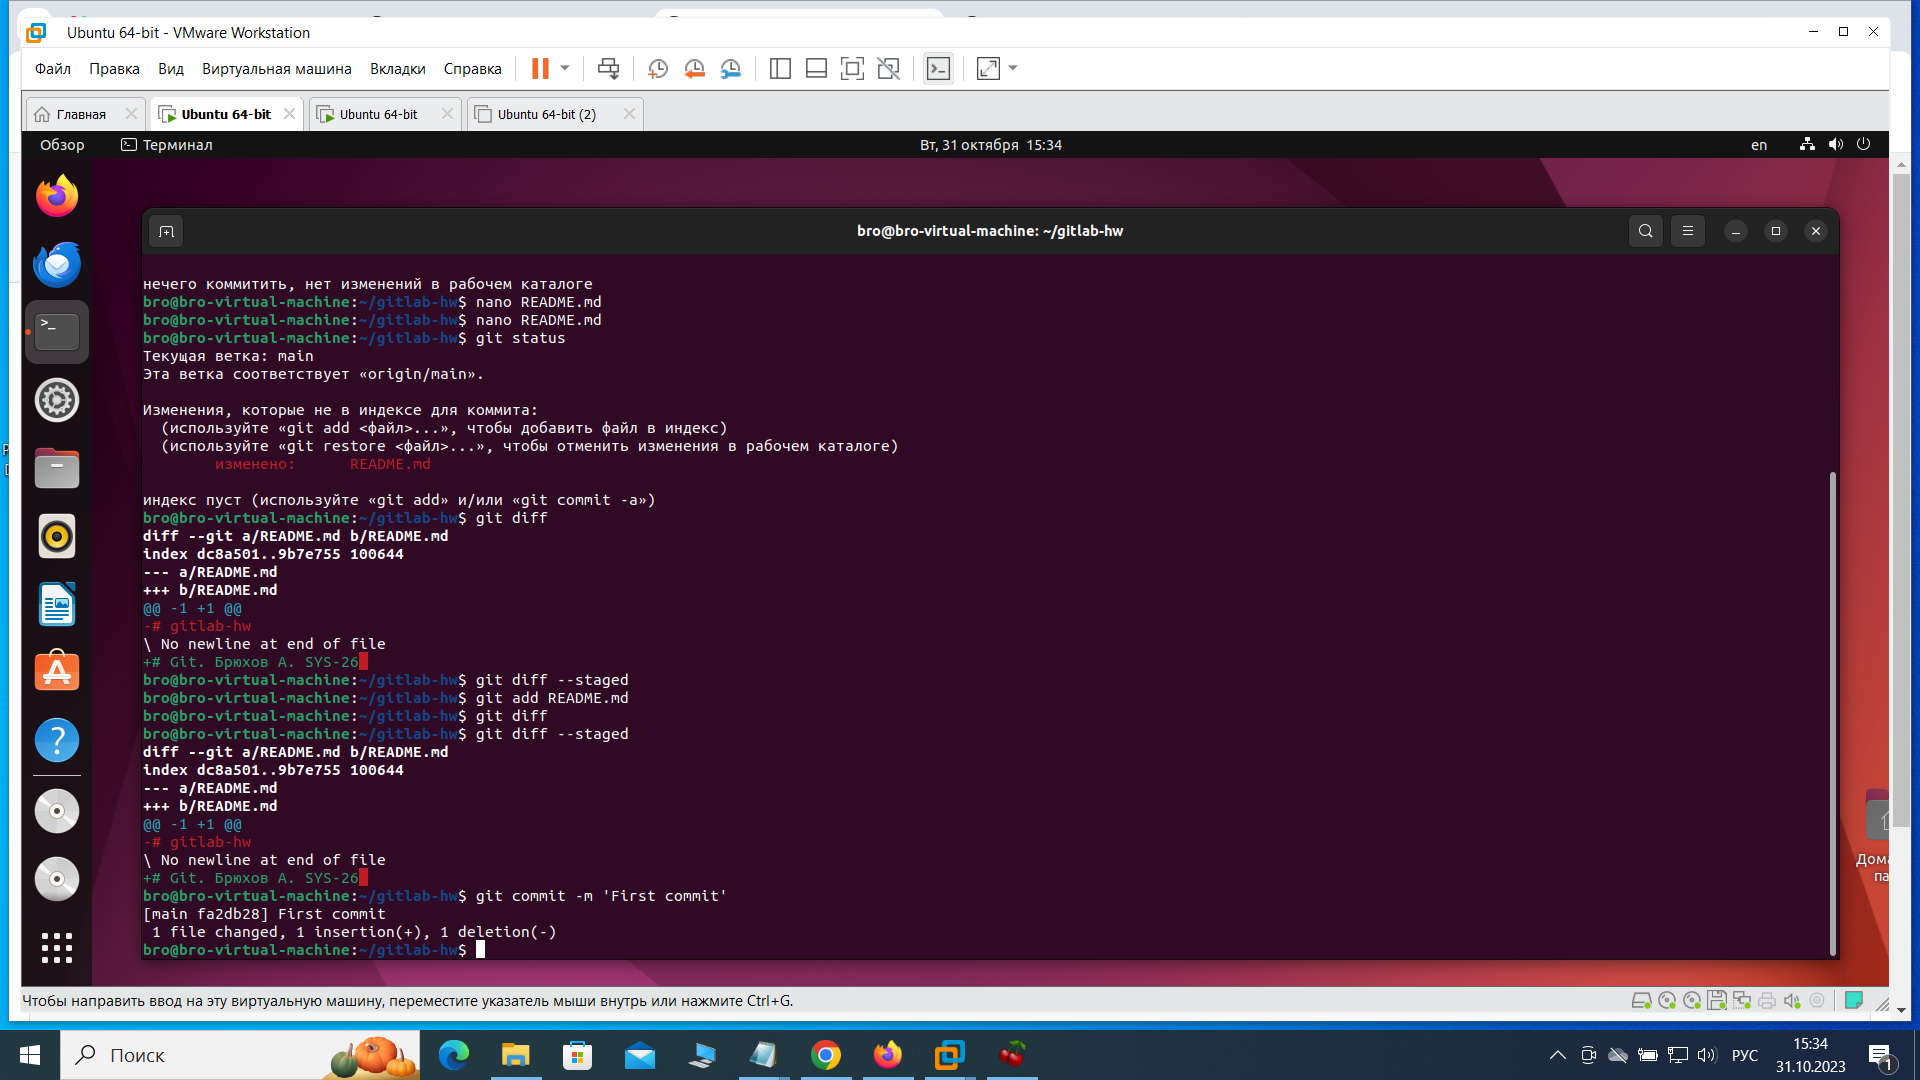 Ubuntu 64-bit - VMware Workstation
Файл Правка Вид Виртуальная машина Вкладки Справка
Главная Ubuntu 64-bit Ubuntu 64-bit Ubuntu 64-bit (2)
Обзор Терминал Вт, 31 октября 15:34 en
bro@bro-virtual-machine: ~/gitlab-hw
нечего коммитить, нет изменений в рабочем каталоге
bro@bro-virtual-machine:~/gitlab-hw$ nano README.md
bro@bro-virtual-machine:~/gitlab-hw$ nano README.md
bro@bro-virtual-machine:~/gitlab-hw$ git status
Текущая ветка: main
Эта ветка соответствует «origin/main».
Изменения, которые не в индексе для коммита:
(используйте «git add <файл>...», чтобы добавить файл в индекс)
(используйте «git restore <файл>...», чтобы отменить изменения в рабочем каталоге)
изменено: README.md
индекс пуст (используйте «git add» и/или «git commit -a»)
bro@bro-virtual-machine:~/gitlab-hw$ git diff
diff --git a/README.md b/README.md
index dc8a501..9b7e755 100644
--- a/README.md
+++ b/README.md
@@ -1 +1 @@
-# gitlab-hw
\ No newline at end of file
+# Git. Брюхов А. SYS-26
bro@bro-virtual-machine:~/gitlab-hw$ git diff --staged
bro@bro-virtual-machine:~/gitlab-hw$ git add README.md
bro@bro-virtual-machine:~/gitlab-hw$ git diff
bro@bro-virtual-machine:~/gitlab-hw$ git diff --staged
diff --git a/README.md b/README.md
index dc8a501..9b7e755 100644
--- a/README.md
+++ b/README.md
@@ -1 +1 @@
-# gitlab-hw
\ No newline at end of file
+# Git. Брюхов А. SYS-26
bro@bro-virtual-machine:~/gitlab-hw$ git commit -m 'First commit'
[main fa2db28] First commit
1 file changed, 1 insertion(+), 1 deletion(-)
bro@bro-virtual-machine:~/gitlab-hw$
Дома
па
Чтобы направить ввод на эту виртуальную машину, переместите указатель мыши внутрь или нажмите Ctrl+G.
Поиск
РУС
15:34
31.10.2023
1